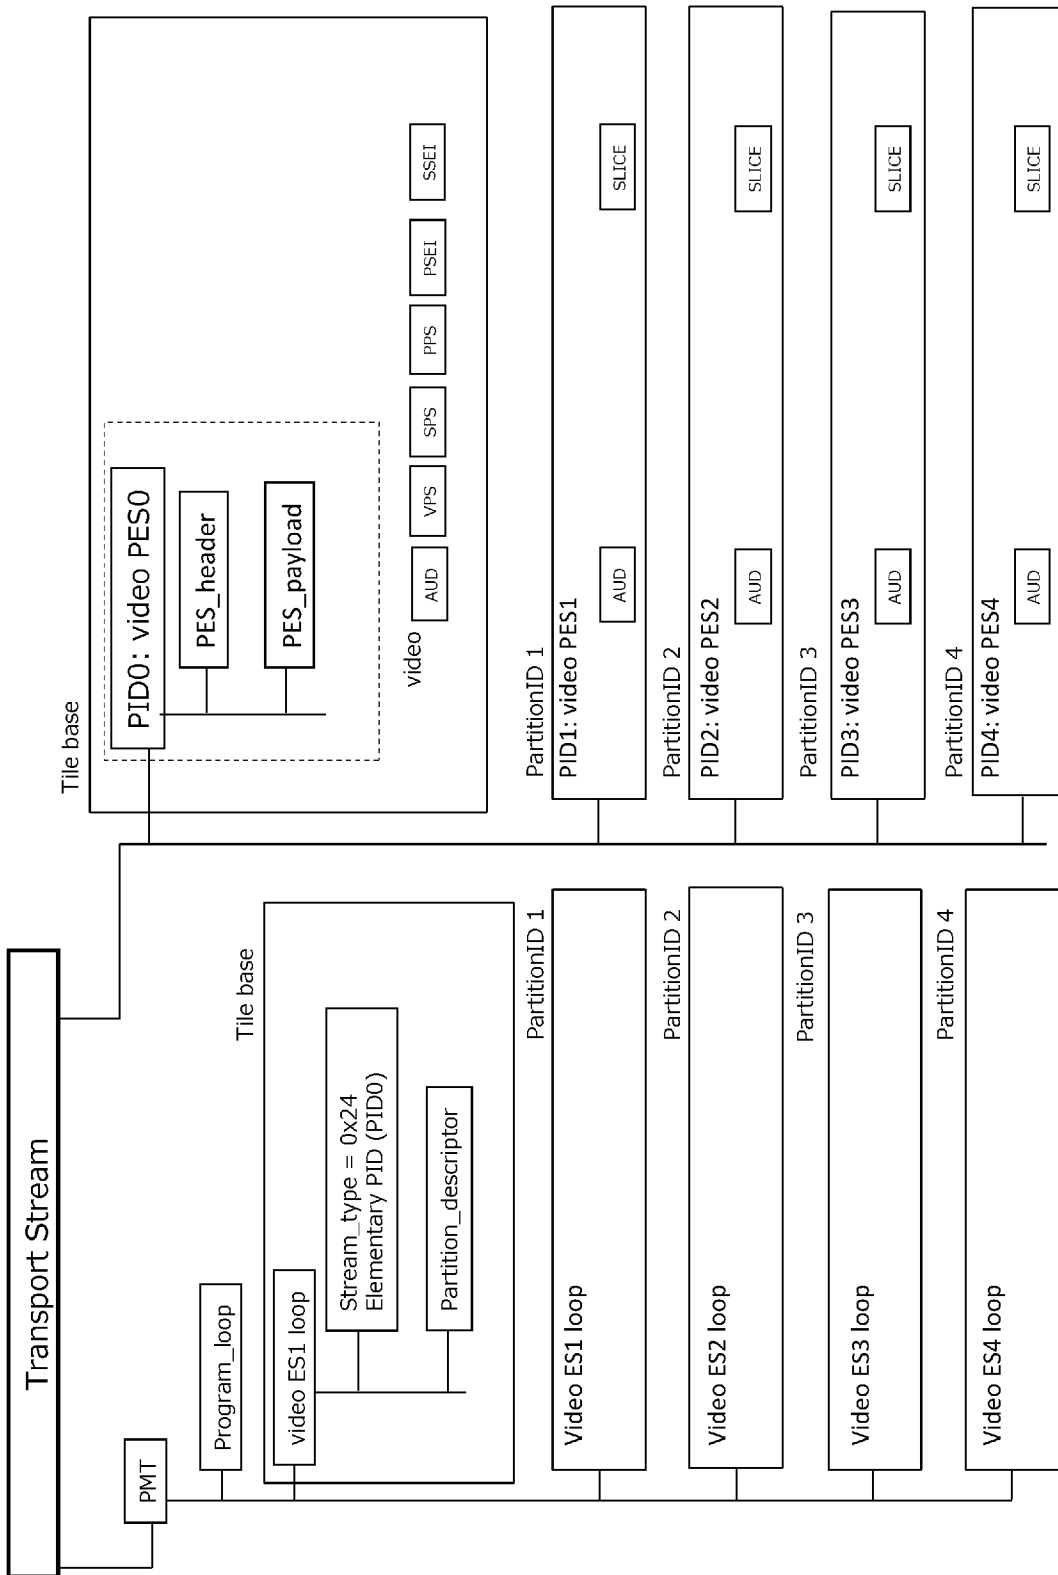 Transport Stream
PMT
Program_loop
Tile base
video ES1 loop
Stream_type = 0x24
Elementary PID (PID0)
Partition_descriptor
PartitionID 1
Video ES1 loop
PartitionID 2
Video ES2 loop
PartitionID 3
Video ES3 loop
PartitionID 4
Video ES4 loop
Tile base
PID0: video PES0
PES_header
PES_payload
video
AUD
VPS
SPS
PPS
PSEI
SSEI
PartitionID 1
PID1: video PES1
AUD
SLICE
PartitionID 2
PID2: video PES2
AUD
SLICE
PartitionID 3
PID3: video PES3
AUD
SLICE
PartitionID 4
PID4: video PES4
AUD
SLICE